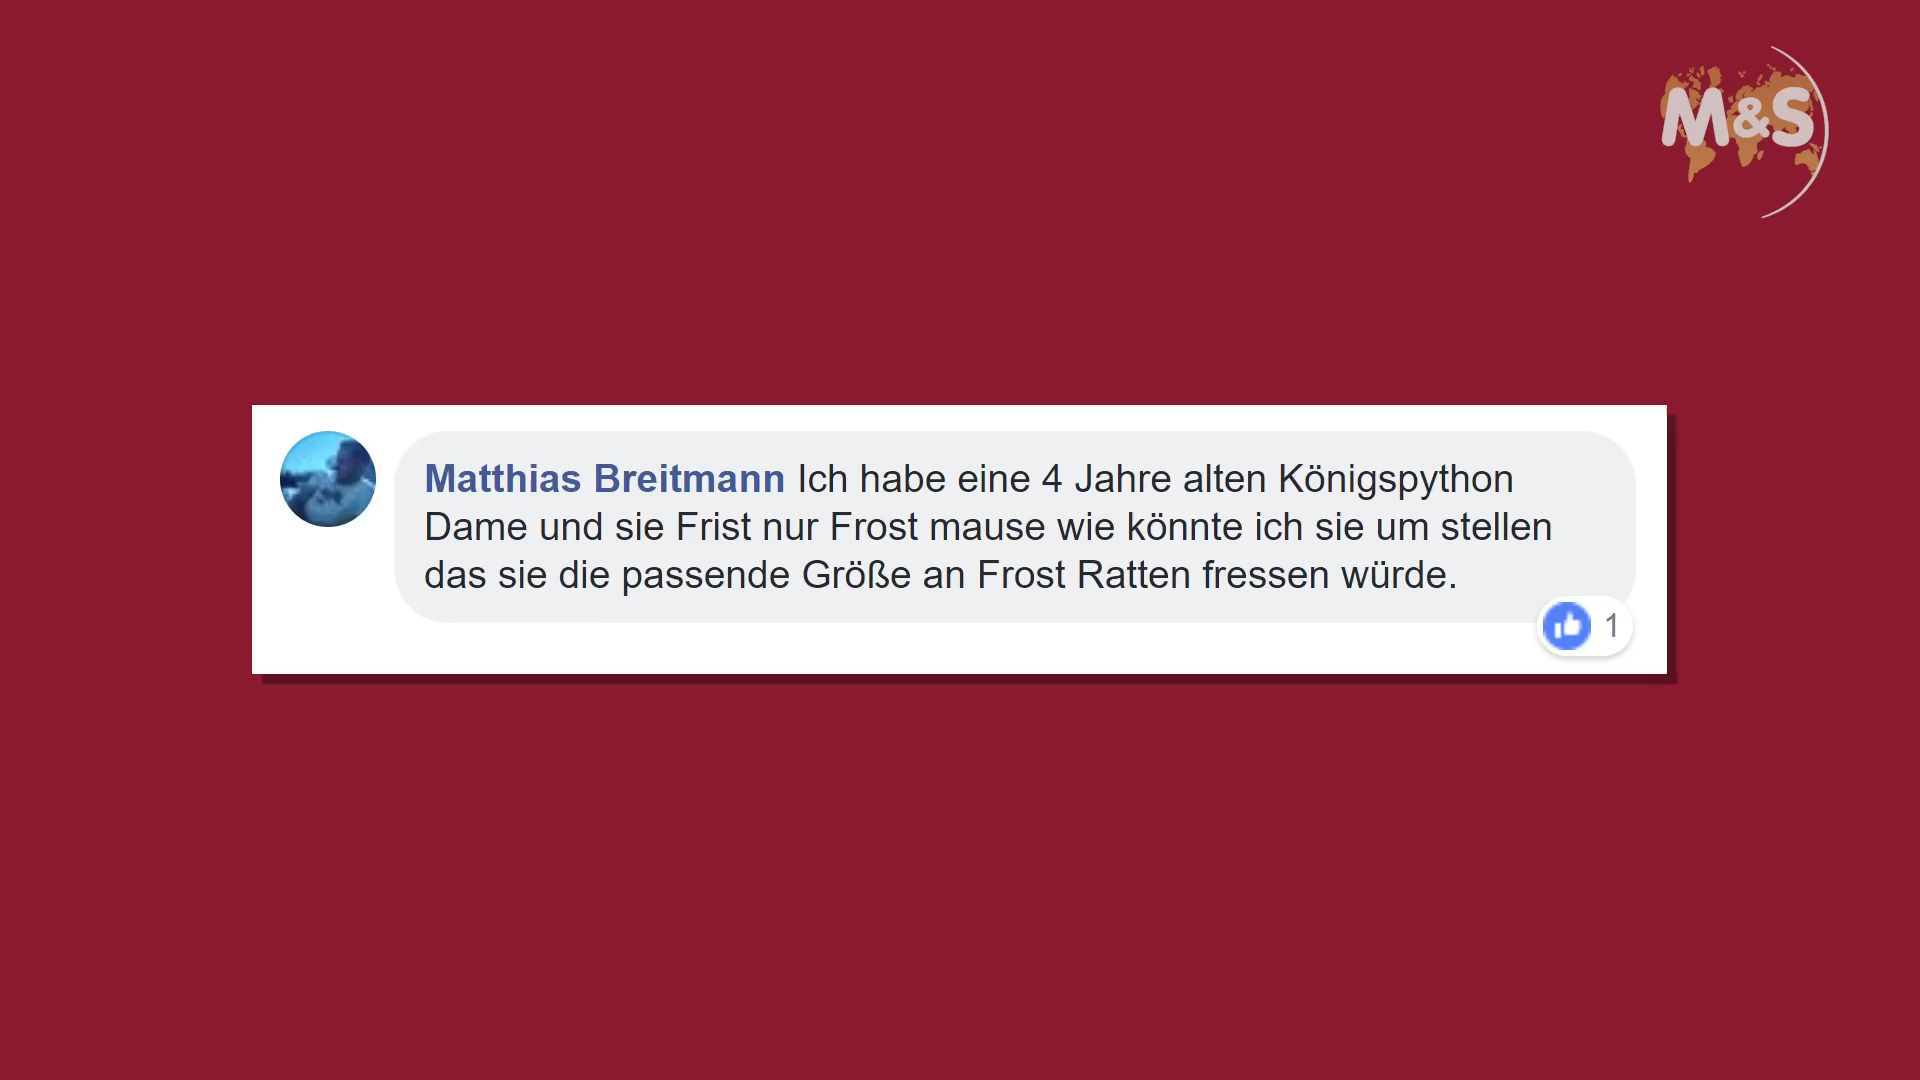 M&S
Matthias Breitmann Ich habe eine 4 Jahre alten Königspython
Dame und sie Frist nur Frost mause wie könnte ich sie um stellen
das sie die passende Größe an Frost Ratten fressen würde.
1